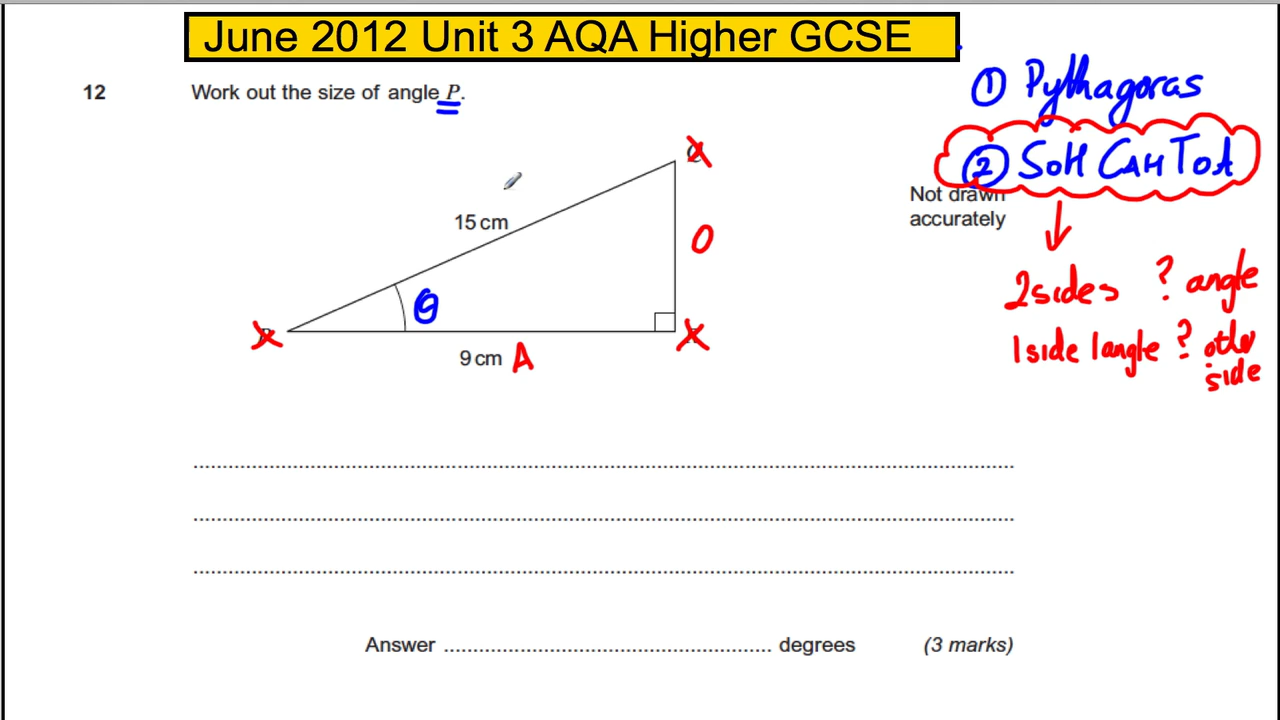 June 2012 Unit 3 AQA Higher GCSE
12 Work out the size of angle P.
① Pythagoras
② SOH CAH TOA
Not drawn
accurately
15 cm
O
θ
9 cm A
2 sides ? angle
1 side 1 angle ? other
side
Answer ........................................................ degrees (3 marks)